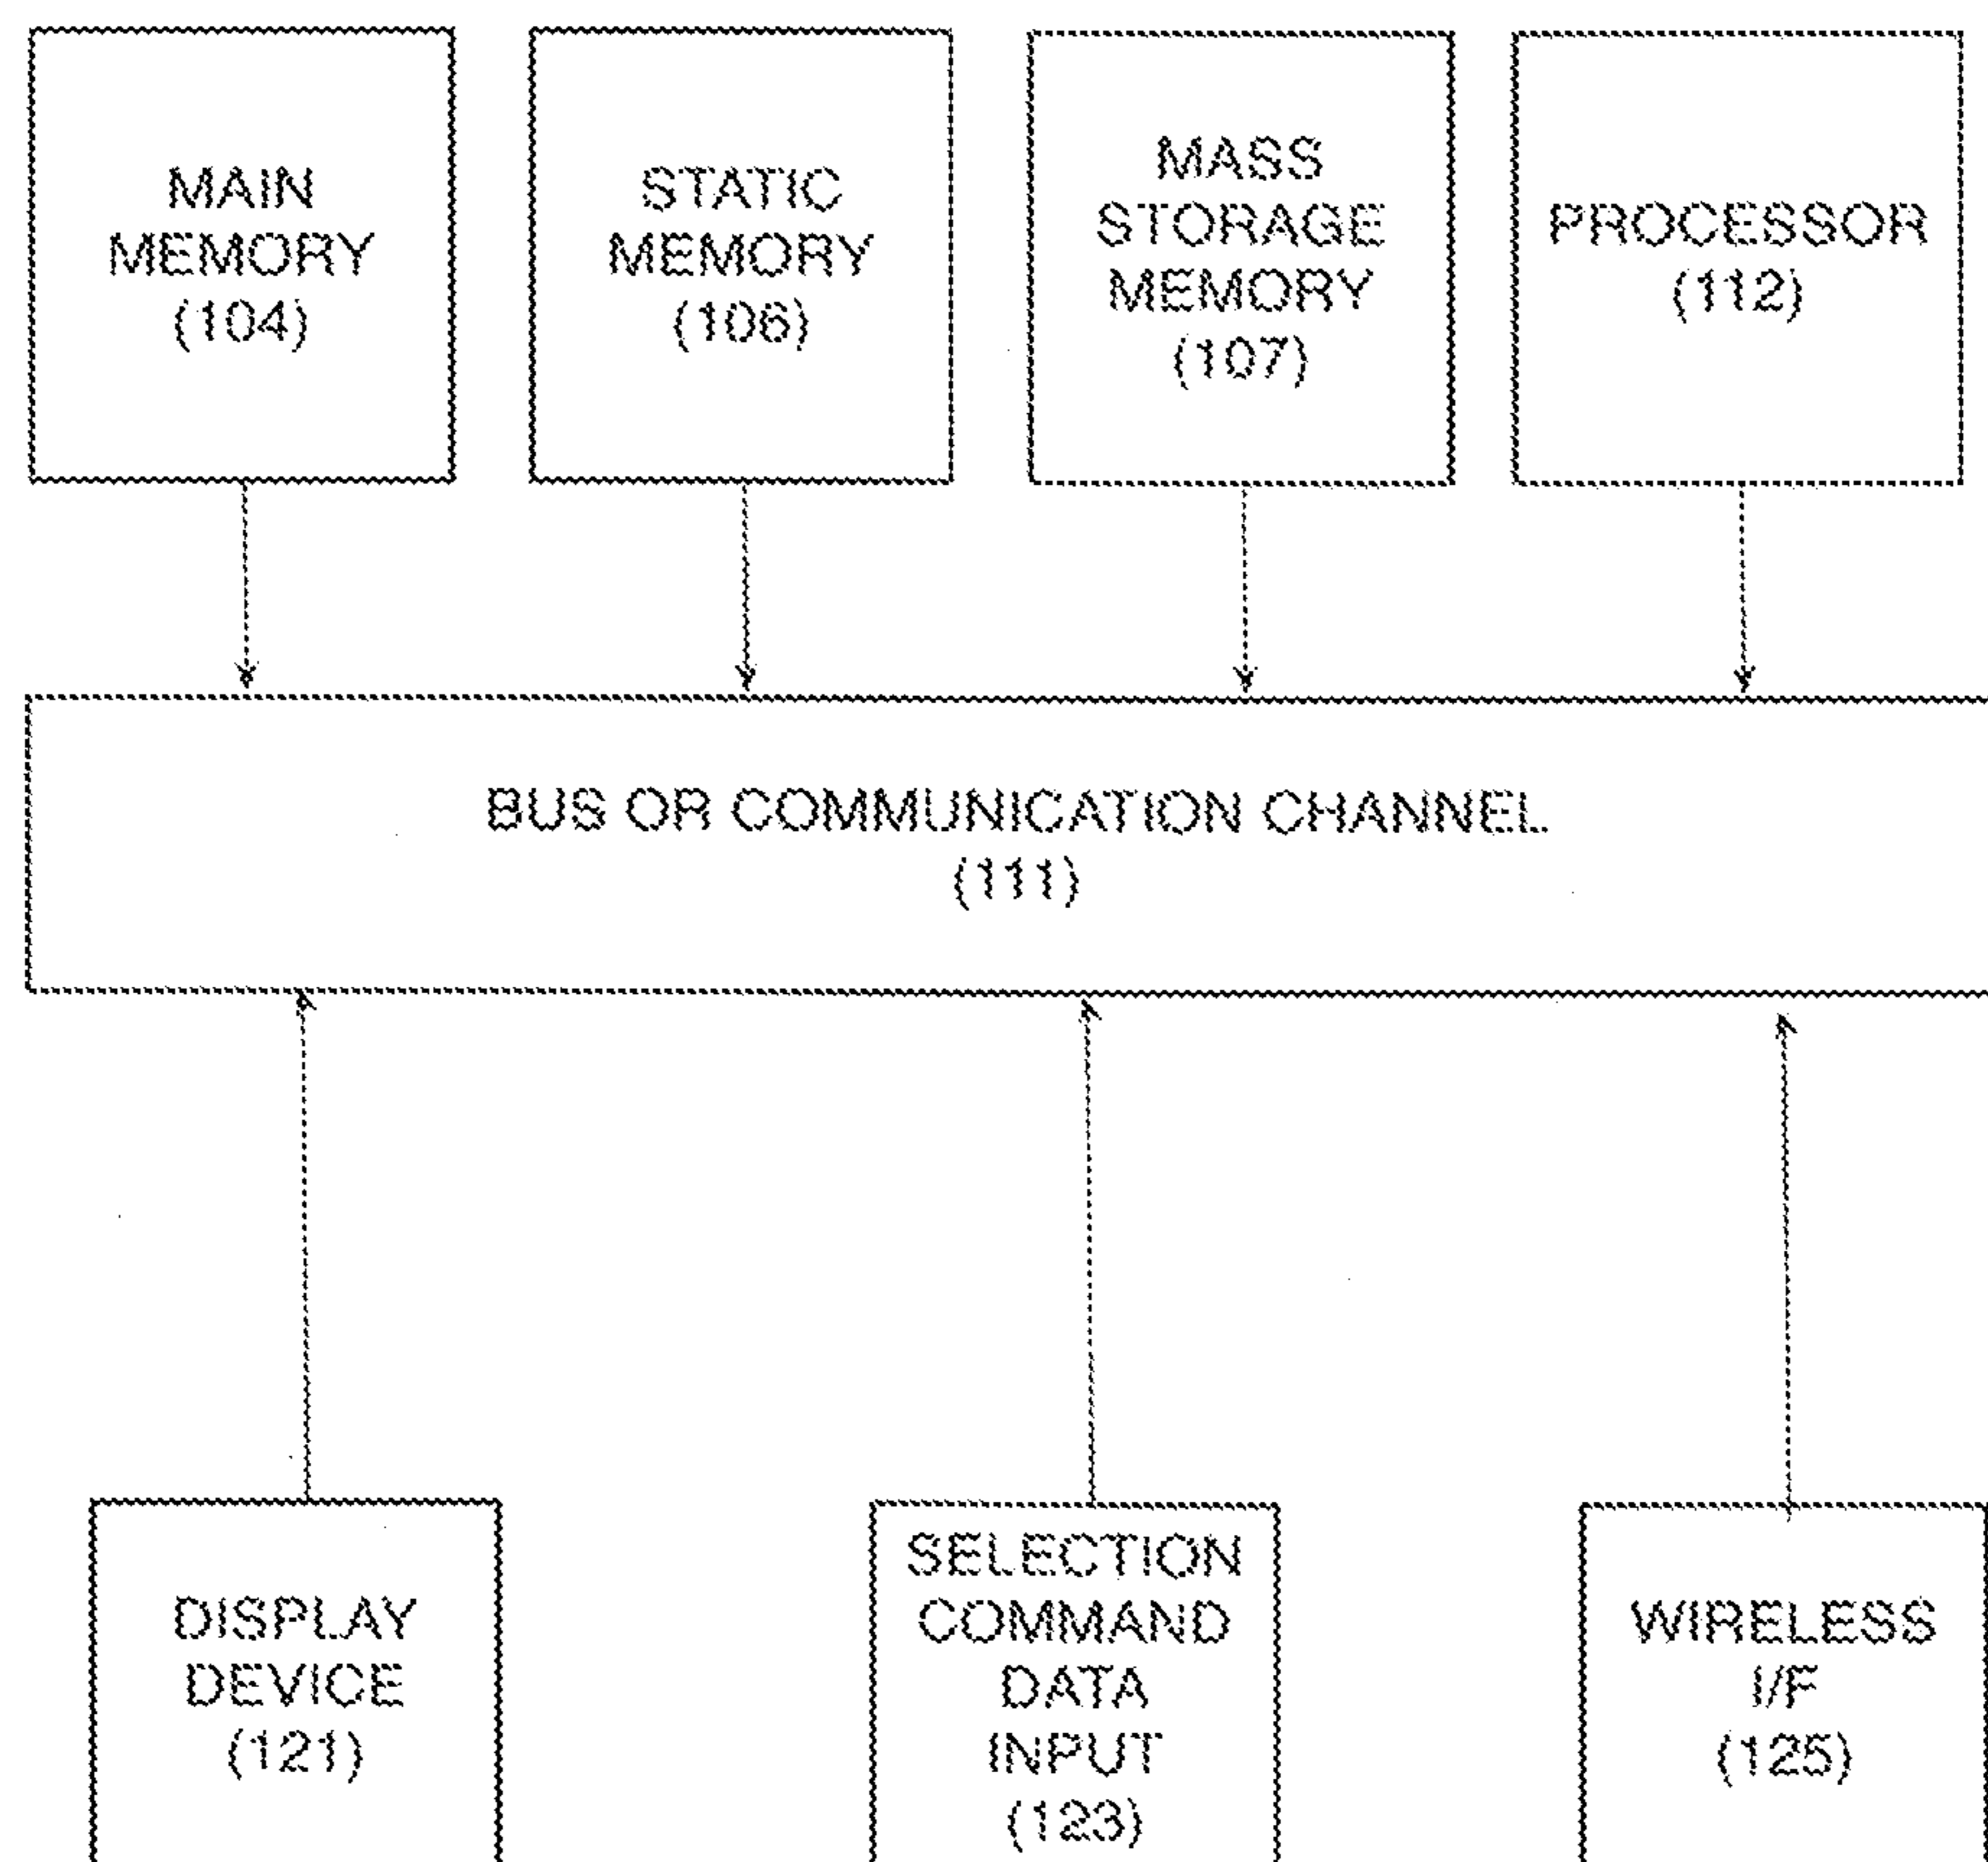 MAIN
MEMORY
(104)
STATIC
MEMORY
(106)
MASS
STORAGE
MEMORY
(107)
PROCESSOR
(112)
BUS OR COMMUNICATION CHANNEL
(111)
DISPLAY
DEVICE
(121)
SELECTION
COMMAND
DATA
INPUT
(123)
WIRELESS
I/F
(125)